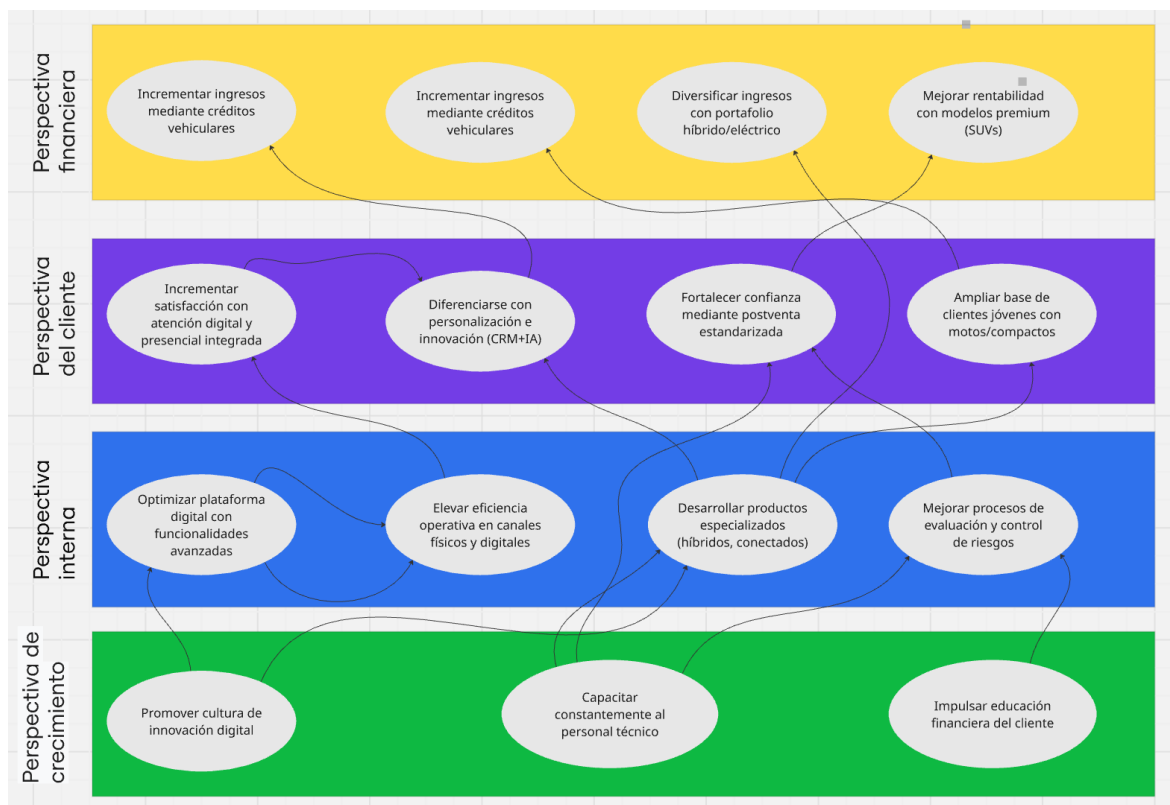 Perspectiva
financiera
Incrementar ingresos
mediante créditos
vehiculares
Incrementar ingresos
mediante créditos
vehiculares
Diversificar ingresos
con portafolio
híbrido/eléctrico
Mejorar rentabilidad
con modelos premium
(SUVs)
Perspectiva
del cliente
Incrementar
satisfacción con
atención digital y
presencial integrada
Diferenciarse con
personalización e
innovación (CRM+IA)
Fortalecer confianza
mediante postventa
estandarizada
Ampliar base de
clientes jóvenes con
motos/compactos
Perspectiva
interna
Optimizar plataforma
digital con
funcionalidades
avanzadas
Elevar eficiencia
operativa en canales
físicos y digitales
Desarrollar productos
especializados
(híbridos, conectados)
Mejorar procesos de
evaluación y control
de riesgos
Perspectiva de
crecimiento
Promover cultura de
innovación digital
Capacitar
constantemente al
personal técnico
Impulsar educación
financiera del cliente